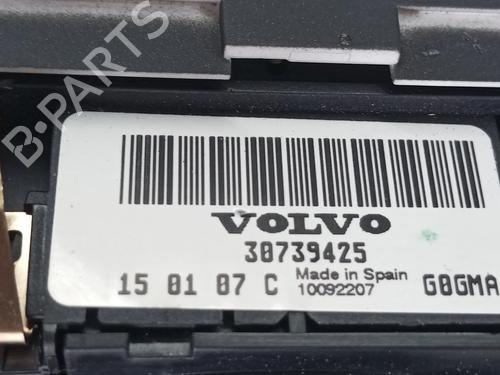 B-PARTS
VOLVO
30739425
15 01 07 C
Made in Spain
10092207
G0GMA